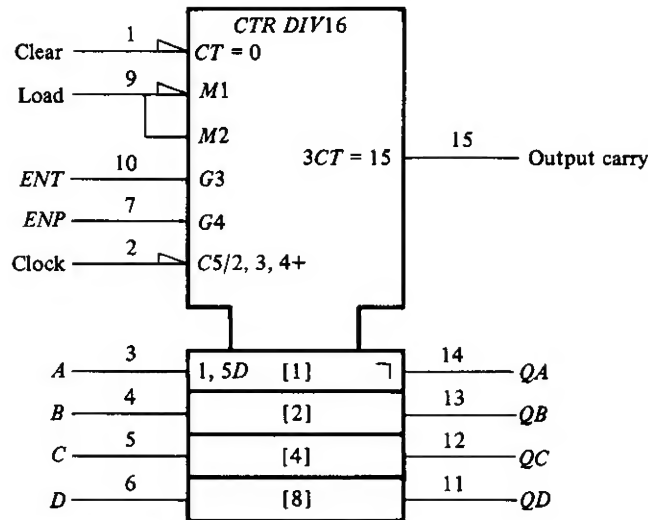 CTR DIV16
Clear 1 CT = 0
Load 9 M1
M2
3CT = 15 15 Output carry
ENT 10 G3
ENP 7 G4
Clock 2 C5/2, 3, 4+
A 3 1, 5D [1] ┐ 14 QA
B 4 [2] 13 QB
C 5 [4] 12 QC
D 6 [8] 11 QD